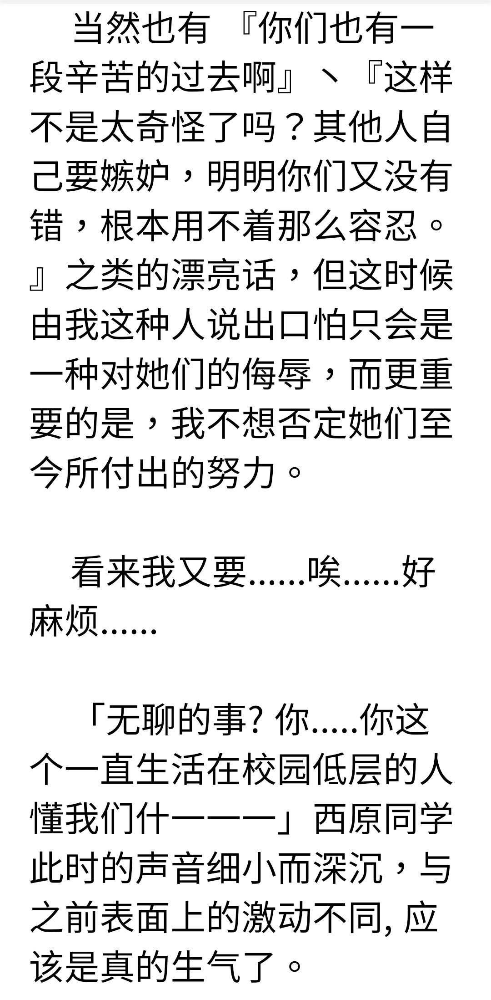 当然也有 『你们也有一
段辛苦的过去啊』、『这样
不是太奇怪了吗？其他人自
己要嫉妒，明明你们又没有
错，根本用不着那么容忍。
』之类的漂亮话，但这时候
由我这种人说出口怕只会是
一种对她们的侮辱，而更重
要的是，我不想否定她们至
今所付出的努力。
看来我又要......唉......好
麻烦......
「无聊的事? 你.....你这
个一直生活在校园低层的人
懂我们什一一一」西原同学
此时的声音细小而深沉，与
之前表面上的激动不同, 应
该是真的生气了。